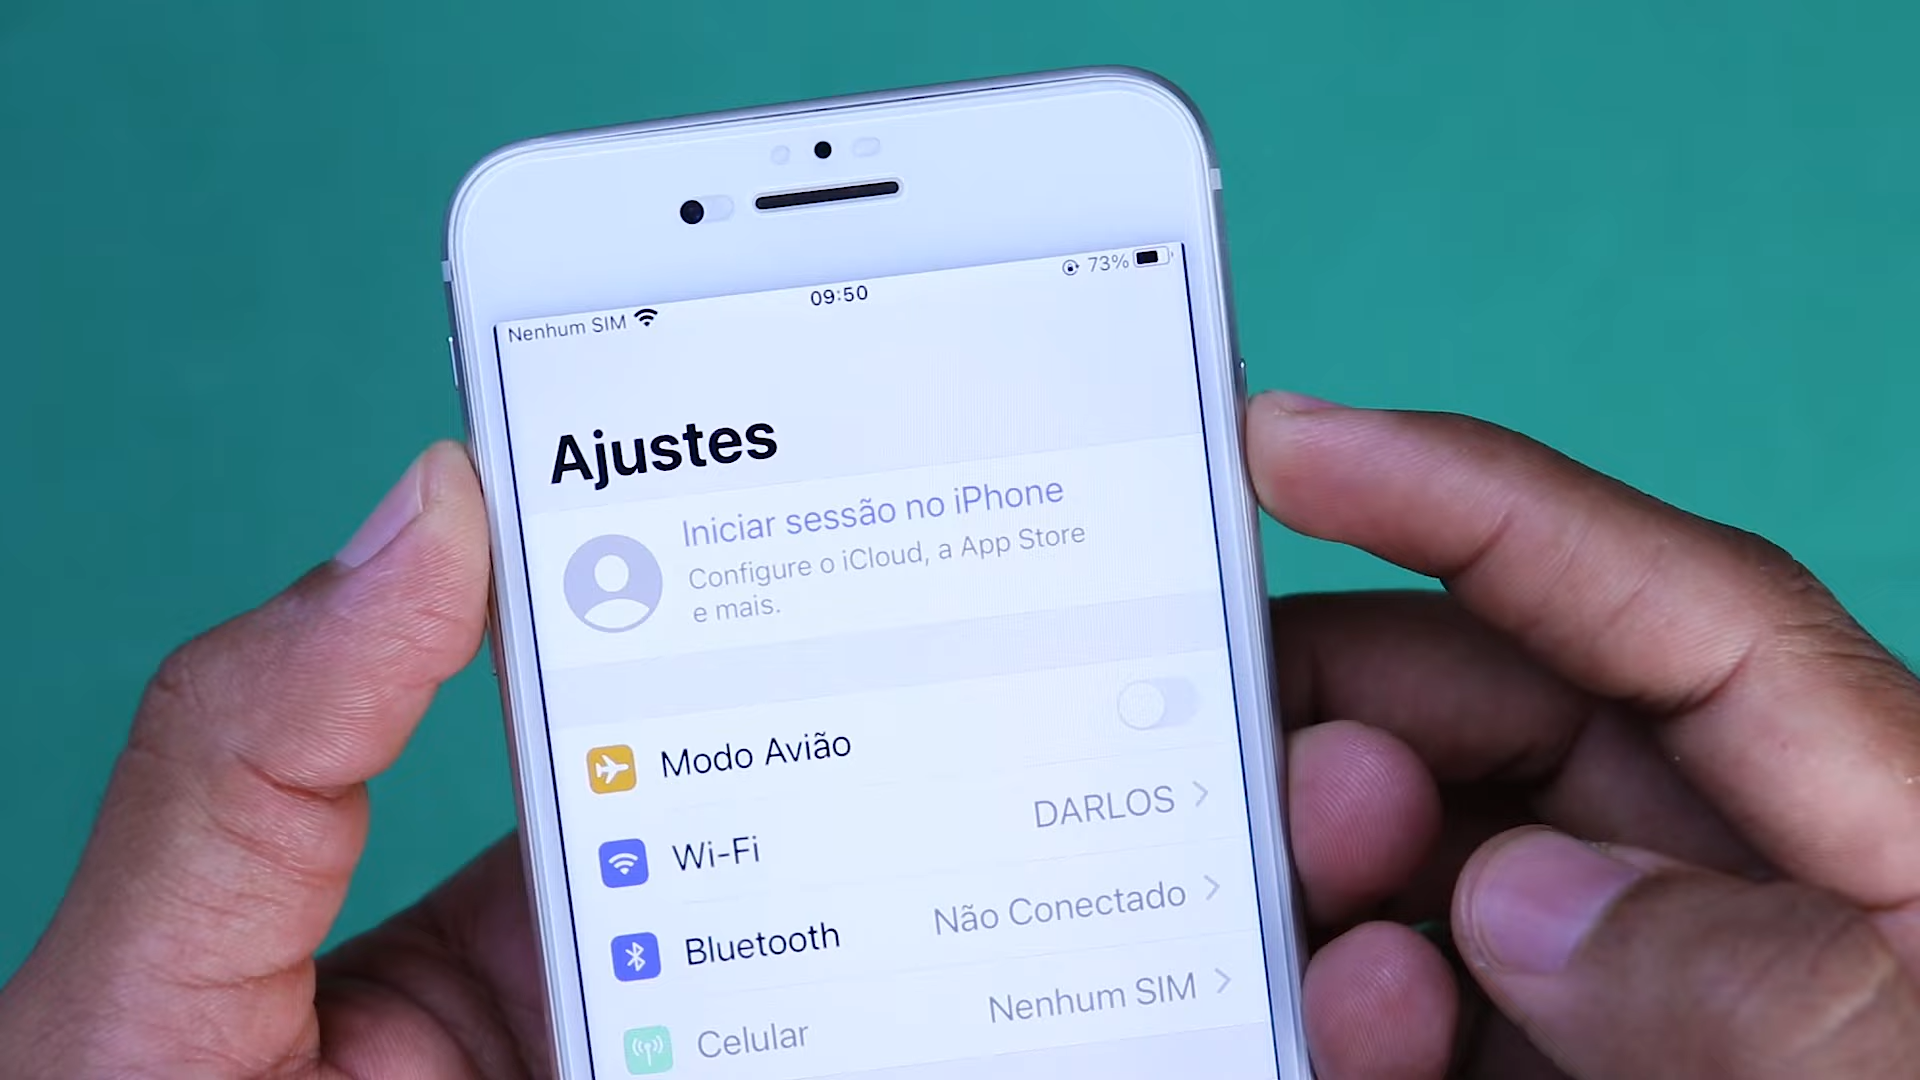 Nenhum SIM
09:50
73%
Ajustes
Iniciar sessão no iPhone
Configure o iCloud, a App Store
e mais.
Modo Avião
Wi-Fi
DARLOS
Bluetooth
Não Conectado
Celular
Nenhum SIM